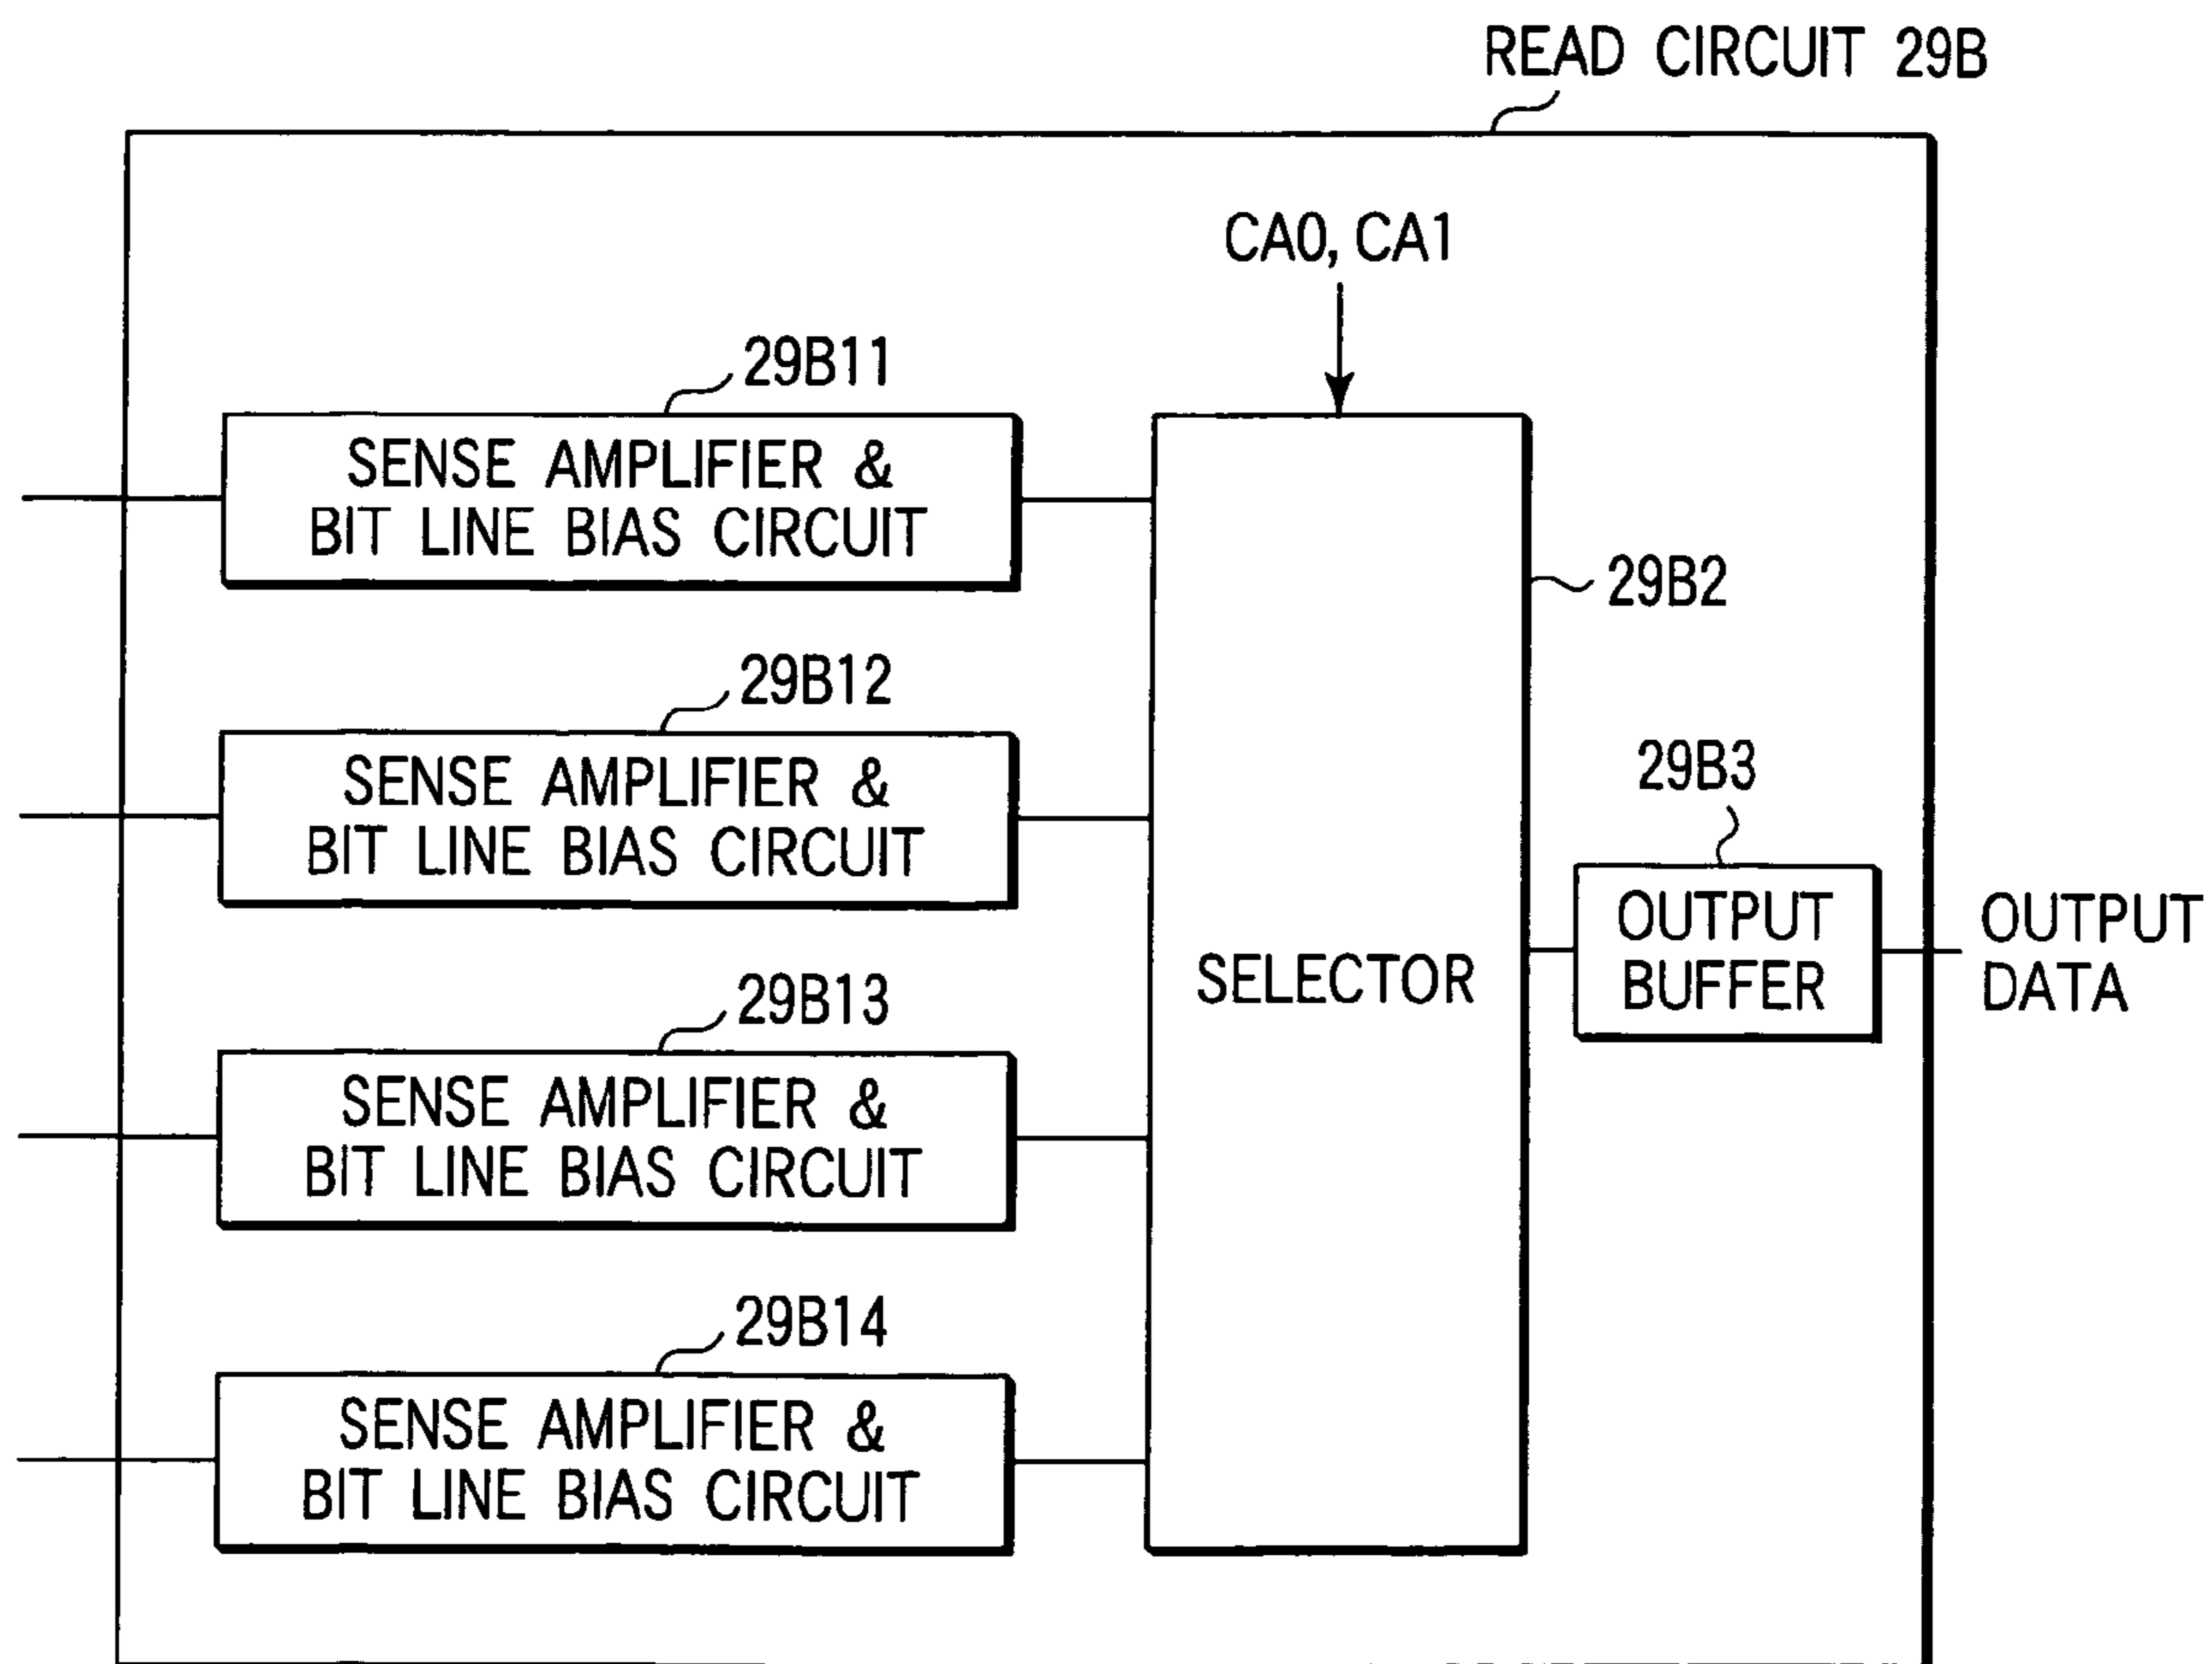 READ CIRCUIT 29B
CA0, CA1
29B11
SENSE AMPLIFIER &
BIT LINE BIAS CIRCUIT
29B2
29B12
SENSE AMPLIFIER &
BIT LINE BIAS CIRCUIT
29B3
OUTPUT
BUFFER
OUTPUT
DATA
SELECTOR
29B13
SENSE AMPLIFIER &
BIT LINE BIAS CIRCUIT
29B14
SENSE AMPLIFIER &
BIT LINE BIAS CIRCUIT